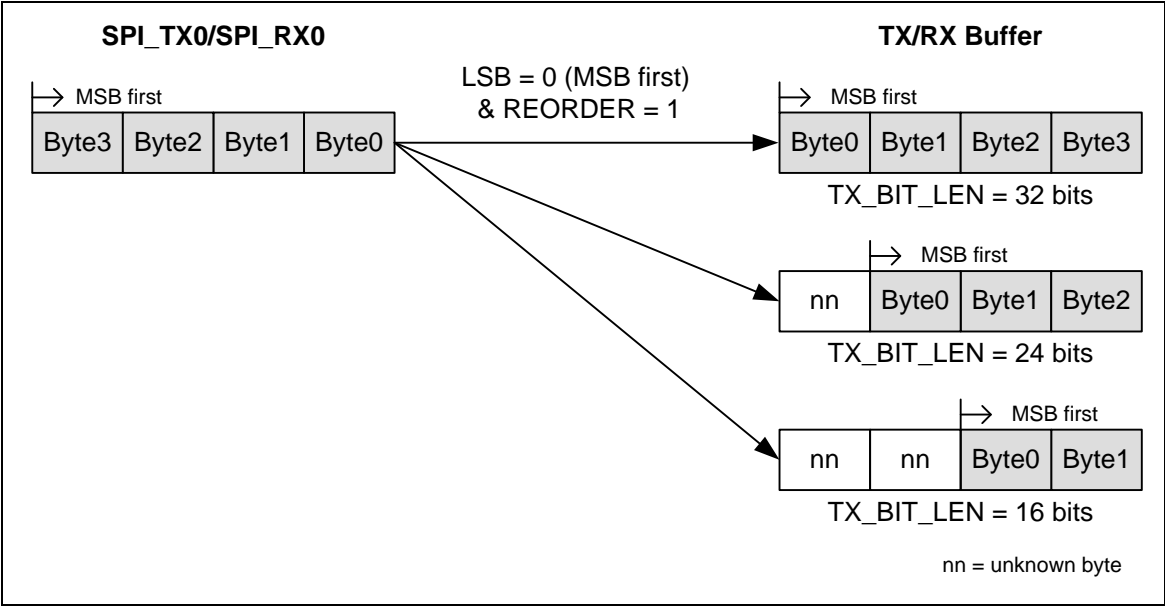 SPI_TX0/SPI_RX0
TX/RX Buffer
LSB = 0 (MSB first)
& REORDER = 1
MSB first
Byte3 Byte2 Byte1 Byte0
MSB first
Byte0 Byte1 Byte2 Byte3
TX_BIT_LEN = 32 bits
MSB first
nn Byte0 Byte1 Byte2
TX_BIT_LEN = 24 bits
MSB first
nn nn Byte0 Byte1
TX_BIT_LEN = 16 bits
nn = unknown byte